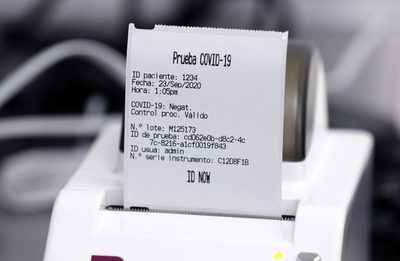 Prueba COVID-19
ID paciente: 1234
Fecha: 23/Sep/2020
Hora: 1:05pm
COVID-19: Negat.
Control proc. Válido
N.° lote: M125173
ID de prueba: cd062e0b-d8c2-4c
7c-8216-a1cf0019f843
ID usua: admin
N.° serie instrumento: C12D8F1B
ID NOW